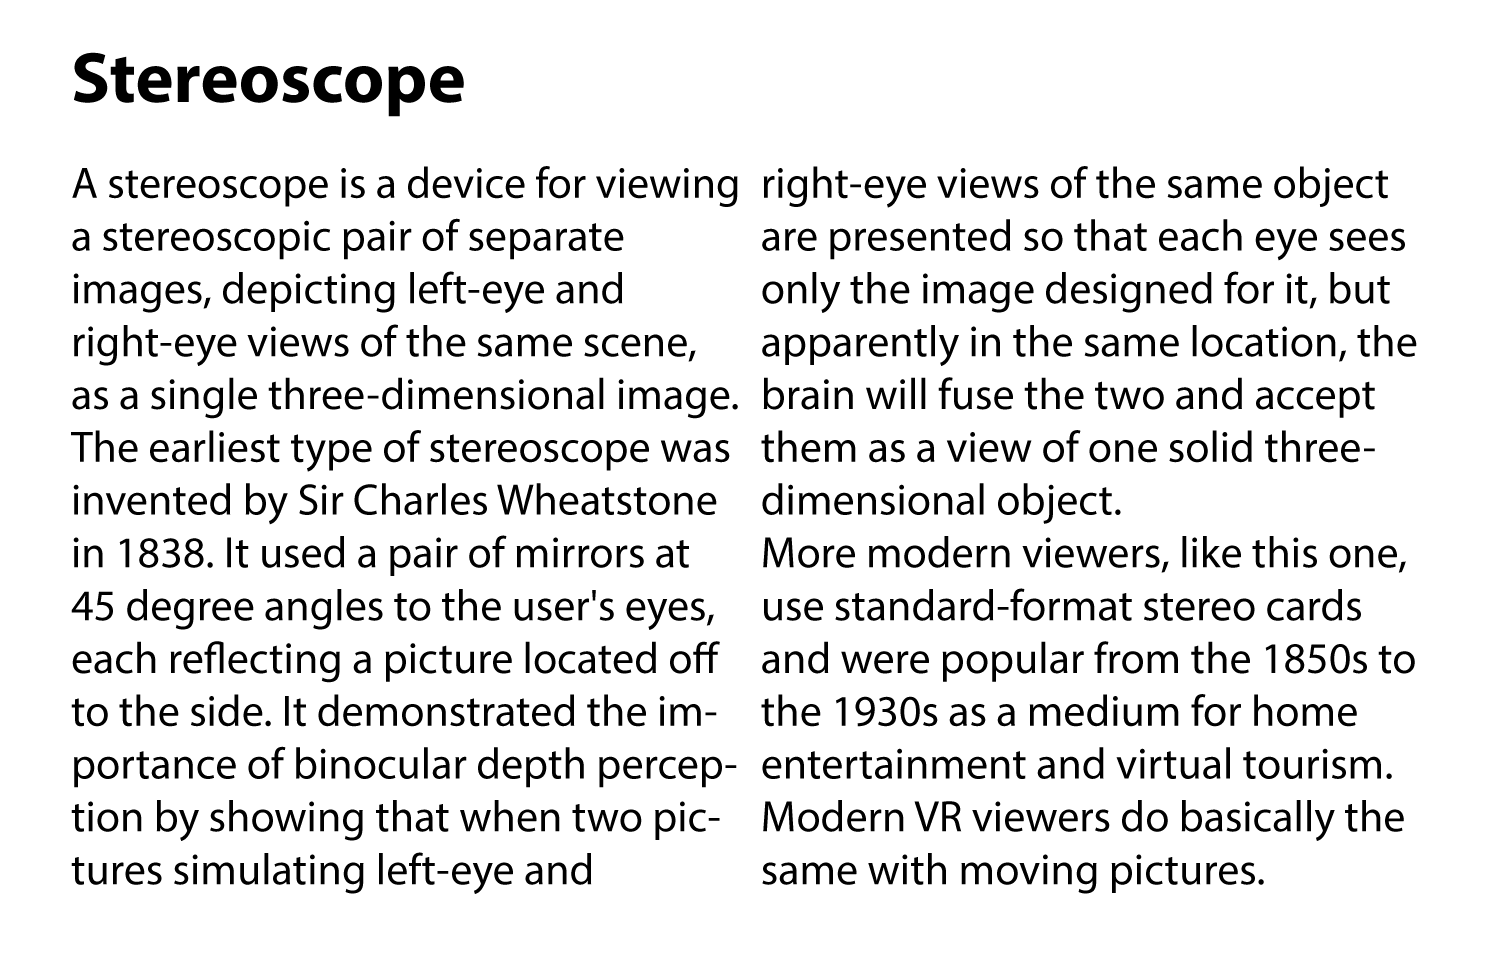 Stereoscope
A stereoscope is a device for viewing
a stereoscopic pair of separate
images, depicting left-eye and
right-eye views of the same scene,
as a single three-dimensional image.
The earliest type of stereoscope was
invented by Sir Charles Wheatstone
in 1838. It used a pair of mirrors at
45 degree angles to the user's eyes,
each reflecting a picture located off
to the side. It demonstrated the im-
portance of binocular depth percep-
tion by showing that when two pic-
tures simulating left-eye and
right-eye views of the same object
are presented so that each eye sees
only the image designed for it, but
apparently in the same location, the
brain will fuse the two and accept
them as a view of one solid three-
dimensional object.
More modern viewers, like this one,
use standard-format stereo cards
and were popular from the 1850s to
the 1930s as a medium for home
entertainment and virtual tourism.
Modern VR viewers do basically the
same with moving pictures.